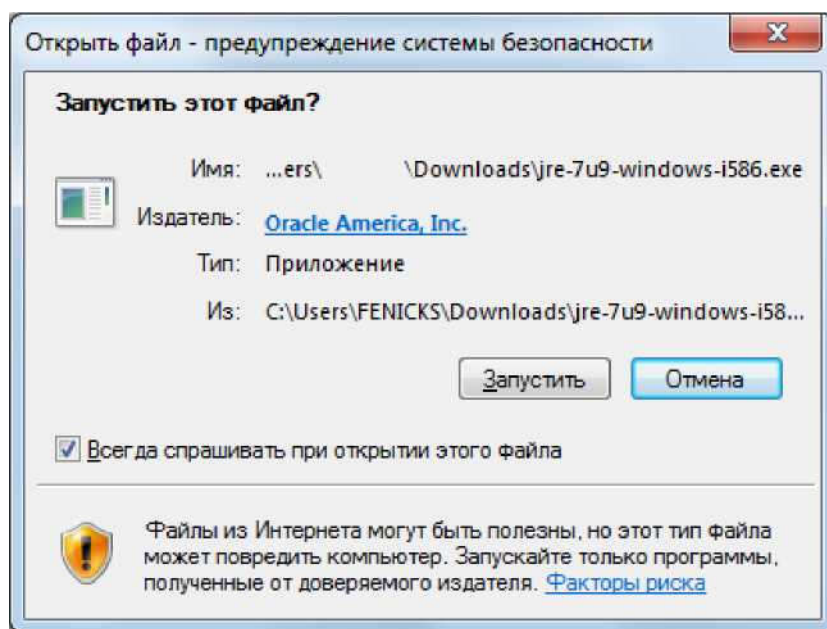 Открыть файл - предупреждение системы безопасности
Запустить этот файл?
Имя: ...ers\ \Downloads\jre-7u9-windows-i586.exe
Издатель: Oracle America, Inc.
Тип: Приложение
Из: C:\Users\FENICKS\Downloads\jre-7u9-windows-i58...
Запустить Отмена
Всегда спрашивать при открытии этого файла
Файлы из Интернета могут быть полезны, но этот тип файла
может повредить компьютер. Запускайте только программы,
полученные от доверяемого издателя. Факторы риска